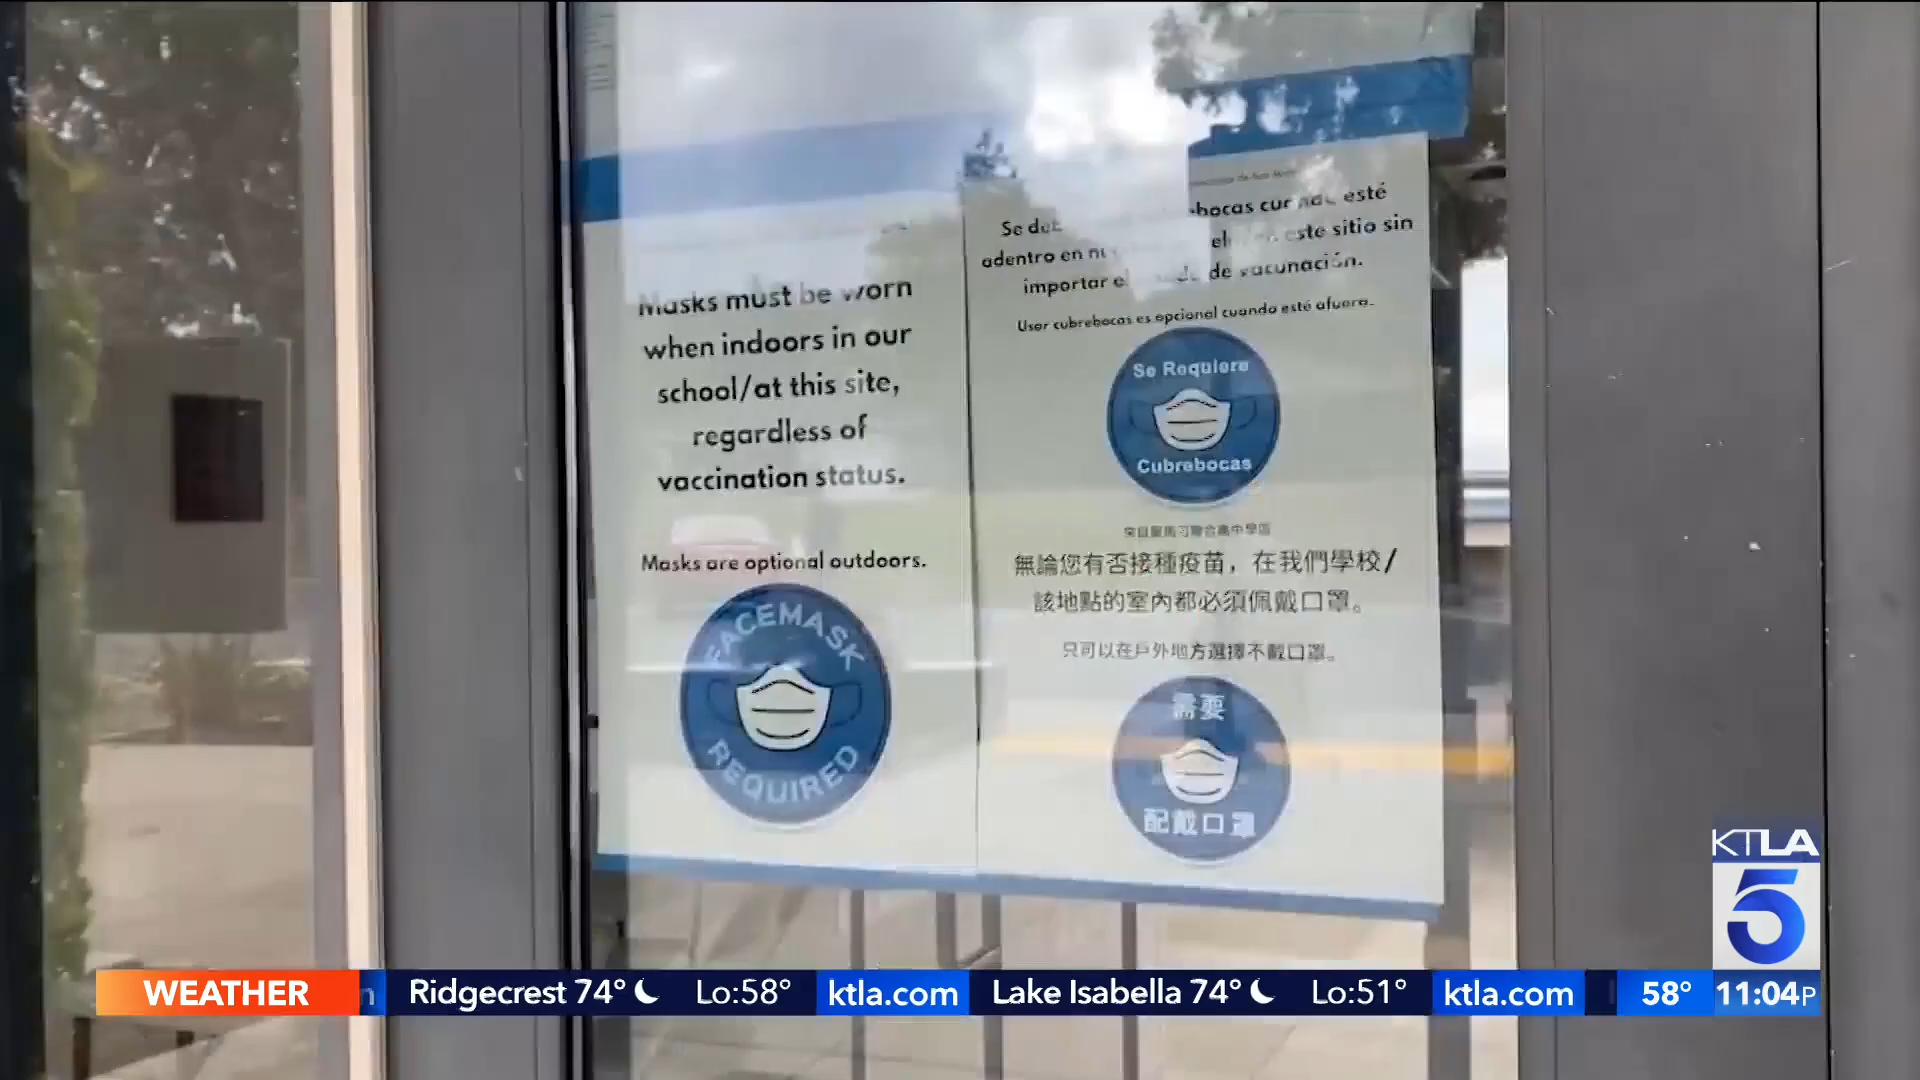 Masks must be worn
when indoors in our
school/at this site,
regardless of
vaccination status.
Masks are optional outdoors.
FACEMASK
REQUIRED
Se
cuando esté
adentro en este sitio sin
importar el de vacunación.
Usar cubrebocas es opcional cuando esté afuera.
Se Requiere
Cubrebocas
無論您有否接種疫苗，在我們學校/
該地點的室內都必須佩戴口罩。
只可以在戶外地方選擇不戴口罩。
需要
配戴口罩
KTLA
5
WEATHER
Ridgecrest 74° Lo:58° ktla.com Lake Isabella 74° Lo:51° ktla.com 58° 11:04P